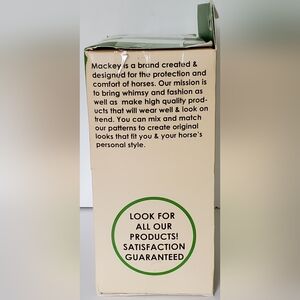 Mackey is a brand created &
designed for the protection and
comfort of horses. Our mission is
to bring whimsy and fashion as
well as make high quality prod-
ucts that will wear well & look on
trend. You can mix and match
our patterns to create original
looks that fit you & your horse's
personal style.
LOOK FOR
ALL OUR
PRODUCTS!
SATISFACTION
GUARANTEED